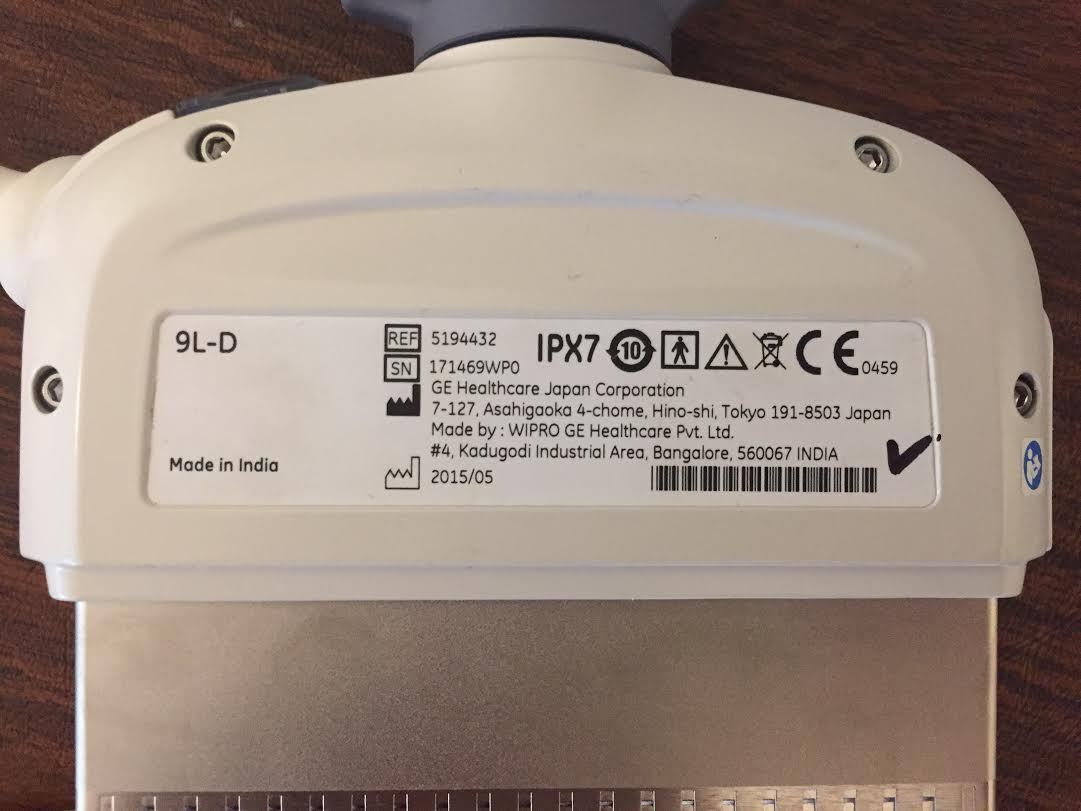 9L-D
REF 5194432
IPX7 10 CE 0459
SN 171469WP0
GE Healthcare Japan Corporation
7-127, Asahigaoka 4-chome, Hino-shi, Tokyo 191-8503 Japan
Made by : WIPRO GE Healthcare Pvt. Ltd.
#4, Kadugodi Industrial Area, Bangalore, 560067 INDIA
Made in India
2015/05